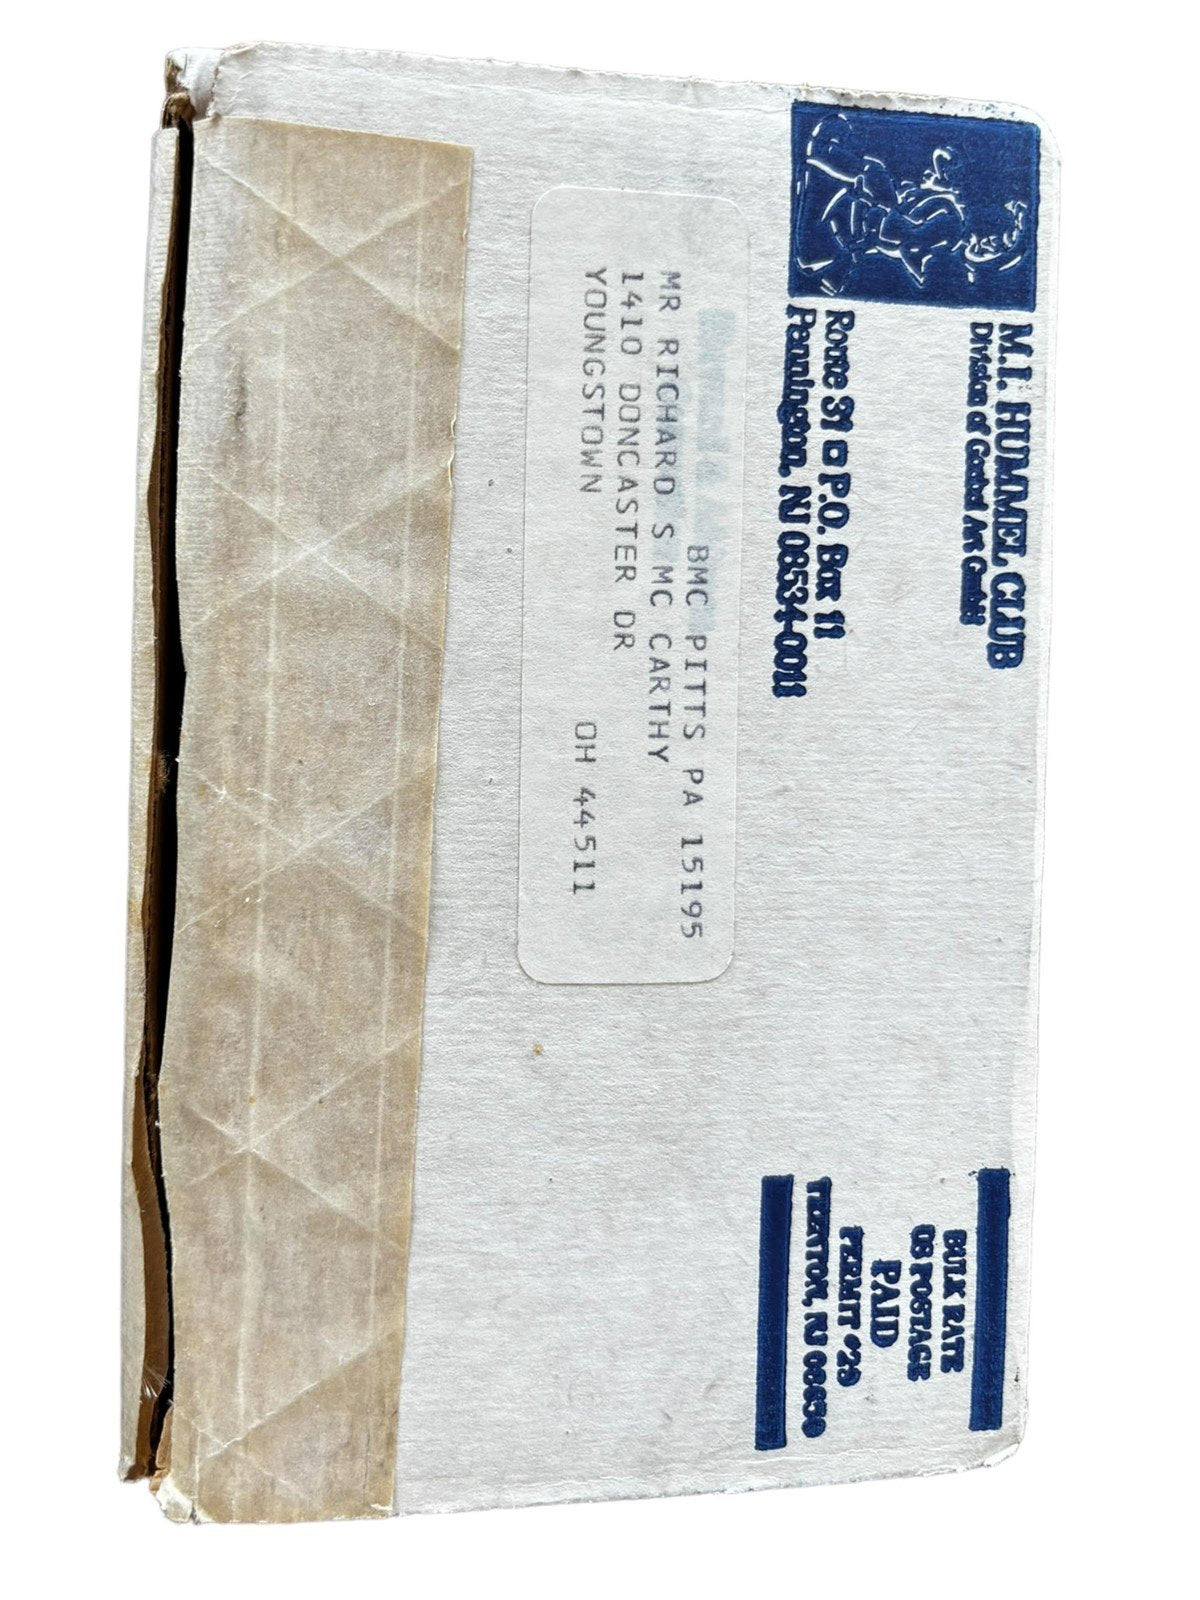 M.I. HUMMEL CLUB
Division of Goebel Art GmbH
Route 31 P.O. Box 11
Pennington, NJ 08534-0011
BULK RATE
US POSTAGE
PAID
PERMIT #29
TRENTON, NJ 08650
BMC PITTS PA 15195
MR RICHARD S MC CARTHY
1410 DONCASTER DR
YOUNGSTOWN OH 44511